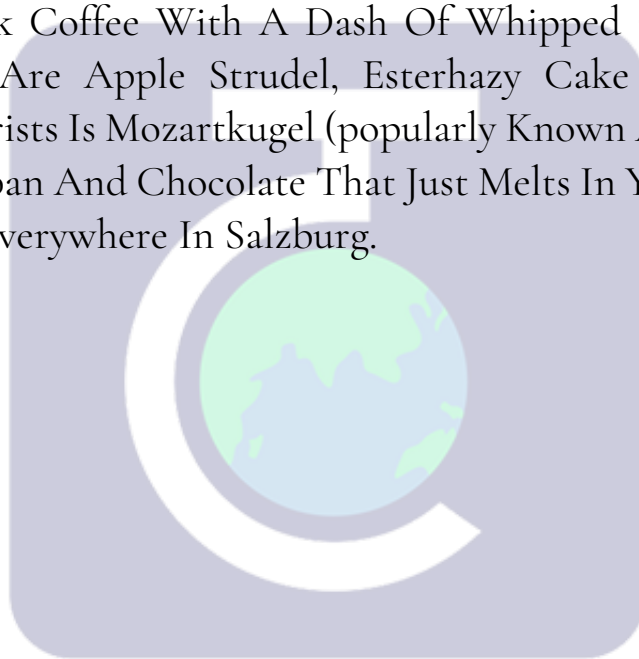 k Coffee With A Dash Of Whipped
Are Apple Strudel, Esterhazy Cake
rists Is Mozartkugel (popularly Known
pan And Chocolate That Just Melts In Y
verywhere In Salzburg.